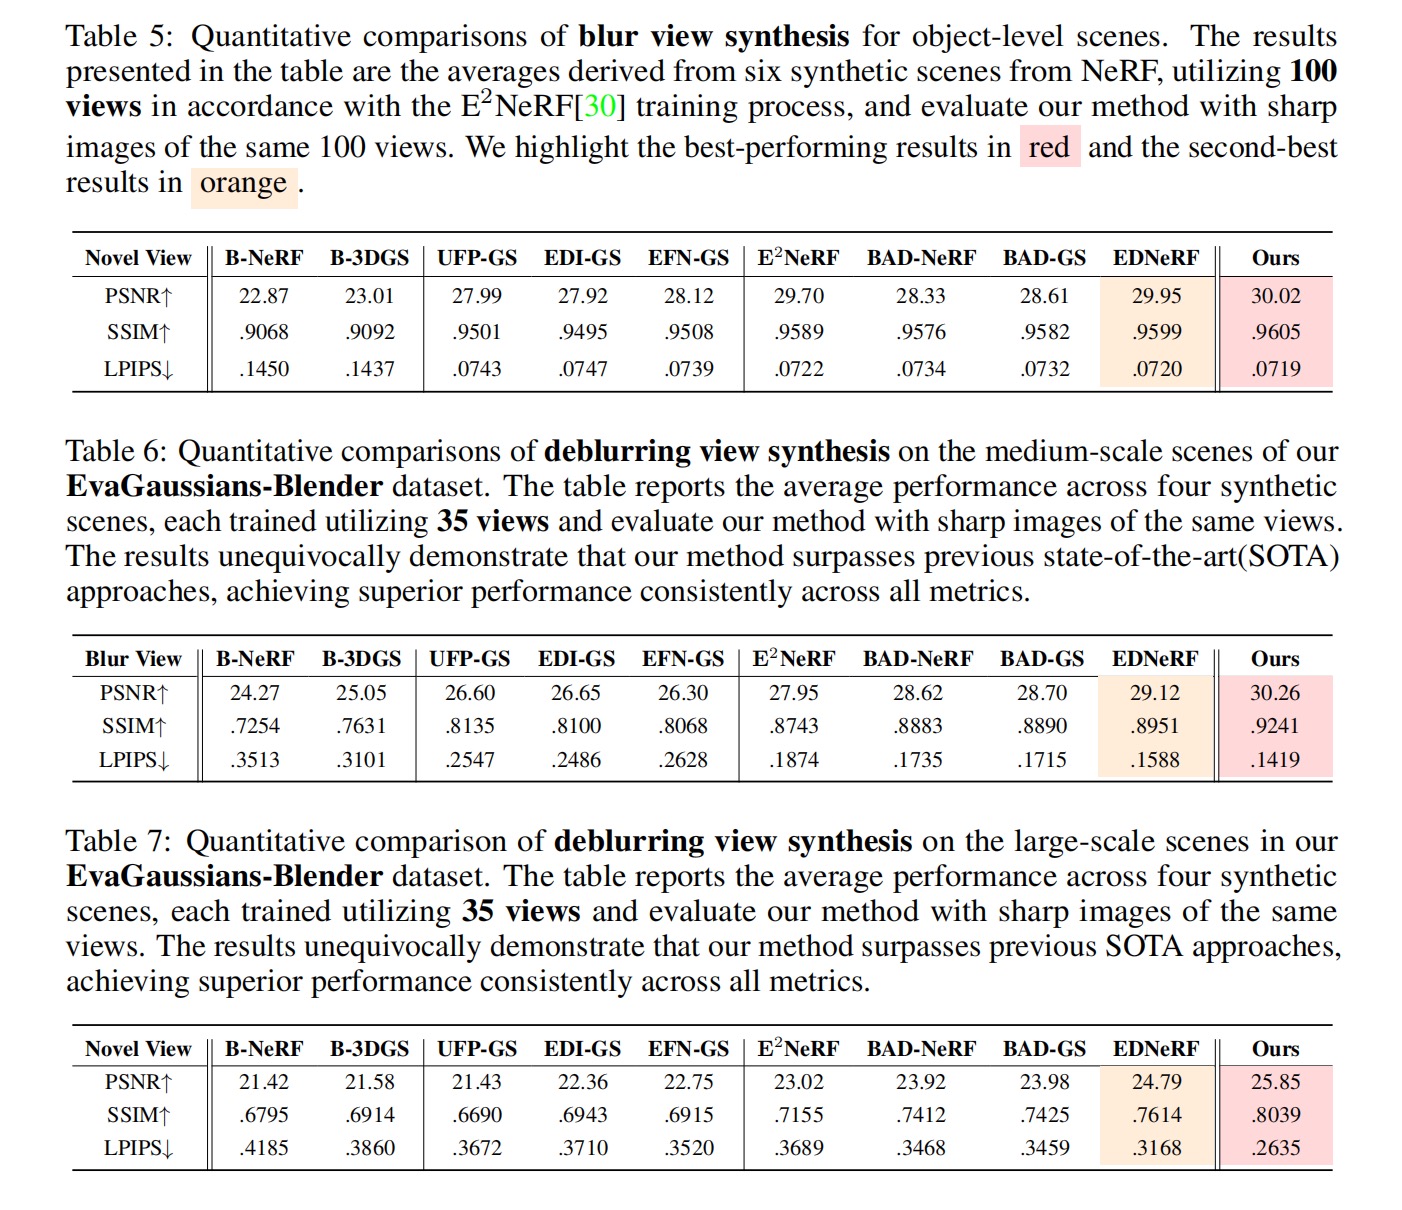 Table 5: Quantitative comparisons of blur view synthesis for object-level scenes. The results
presented in the table are the averages derived from six synthetic scenes from NeRF, utilizing 100
views in accordance with the E²NeRF[30] training process, and evaluate our method with sharp
images of the same 100 views. We highlight the best-performing results in red and the second-best
results in orange .
Novel View B-NeRF B-3DGS UFP-GS EDI-GS EFN-GS E²NeRF BAD-NeRF BAD-GS EDNeRF Ours
PSNR↑ 22.87 23.01 27.99 27.92 28.12 29.70 28.33 28.61 29.95 30.02
SSIM↑ .9068 .9092 .9501 .9495 .9508 .9589 .9576 .9582 .9599 .9605
LPIPS↓ .1450 .1437 .0743 .0747 .0739 .0722 .0734 .0732 .0720 .0719
Table 6: Quantitative comparisons of deblurring view synthesis on the medium-scale scenes of our
EvaGaussians-Blender dataset. The table reports the average performance across four synthetic
scenes, each trained utilizing 35 views and evaluate our method with sharp images of the same views.
The results unequivocally demonstrate that our method surpasses previous state-of-the-art(SOTA)
approaches, achieving superior performance consistently across all metrics.
Blur View B-NeRF B-3DGS UFP-GS EDI-GS EFN-GS E²NeRF BAD-NeRF BAD-GS EDNeRF Ours
PSNR↑ 24.27 25.05 26.60 26.65 26.30 27.95 28.62 28.70 29.12 30.26
SSIM↑ .7254 .7631 .8135 .8100 .8068 .8743 .8883 .8890 .8951 .9241
LPIPS↓ .3513 .3101 .2547 .2486 .2628 .1874 .1735 .1715 .1588 .1419
Table 7: Quantitative comparison of deblurring view synthesis on the large-scale scenes in our
EvaGaussians-Blender dataset. The table reports the average performance across four synthetic
scenes, each trained utilizing 35 views and evaluate our method with sharp images of the same
views. The results unequivocally demonstrate that our method surpasses previous SOTA approaches,
achieving superior performance consistently across all metrics.
Novel View B-NeRF B-3DGS UFP-GS EDI-GS EFN-GS E²NeRF BAD-NeRF BAD-GS EDNeRF Ours
PSNR↑ 21.42 21.58 21.43 22.36 22.75 23.02 23.92 23.98 24.79 25.85
SSIM↑ .6795 .6914 .6690 .6943 .6915 .7155 .7412 .7425 .7614 .8039
LPIPS↓ .4185 .3860 .3672 .3710 .3520 .3689 .3468 .3459 .3168 .2635